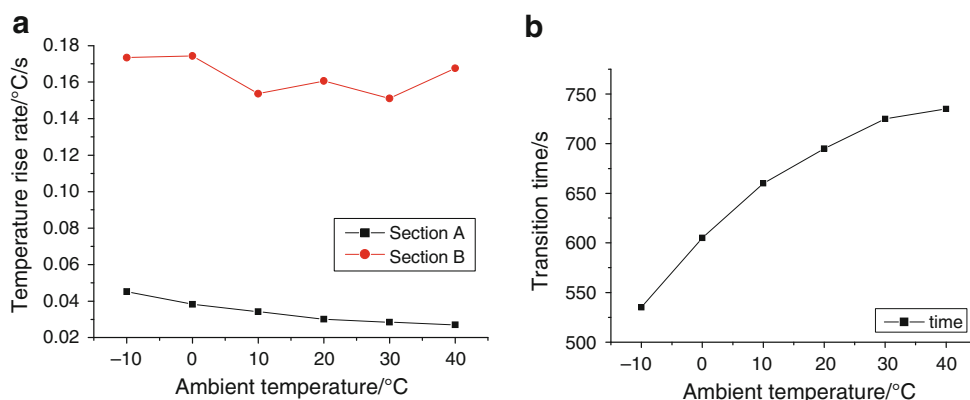 a
Temperature rise rate/°C/s
0.18
0.16
0.14
0.12
0.10
0.08
0.06
0.04
0.02
Section A
Section B
–10 0 10 20 30 40
Ambient temperature/°C
b
Transition time/s
750
700
650
600
550
500
time
–10 0 10 20 30 40
Ambient temperature/°C